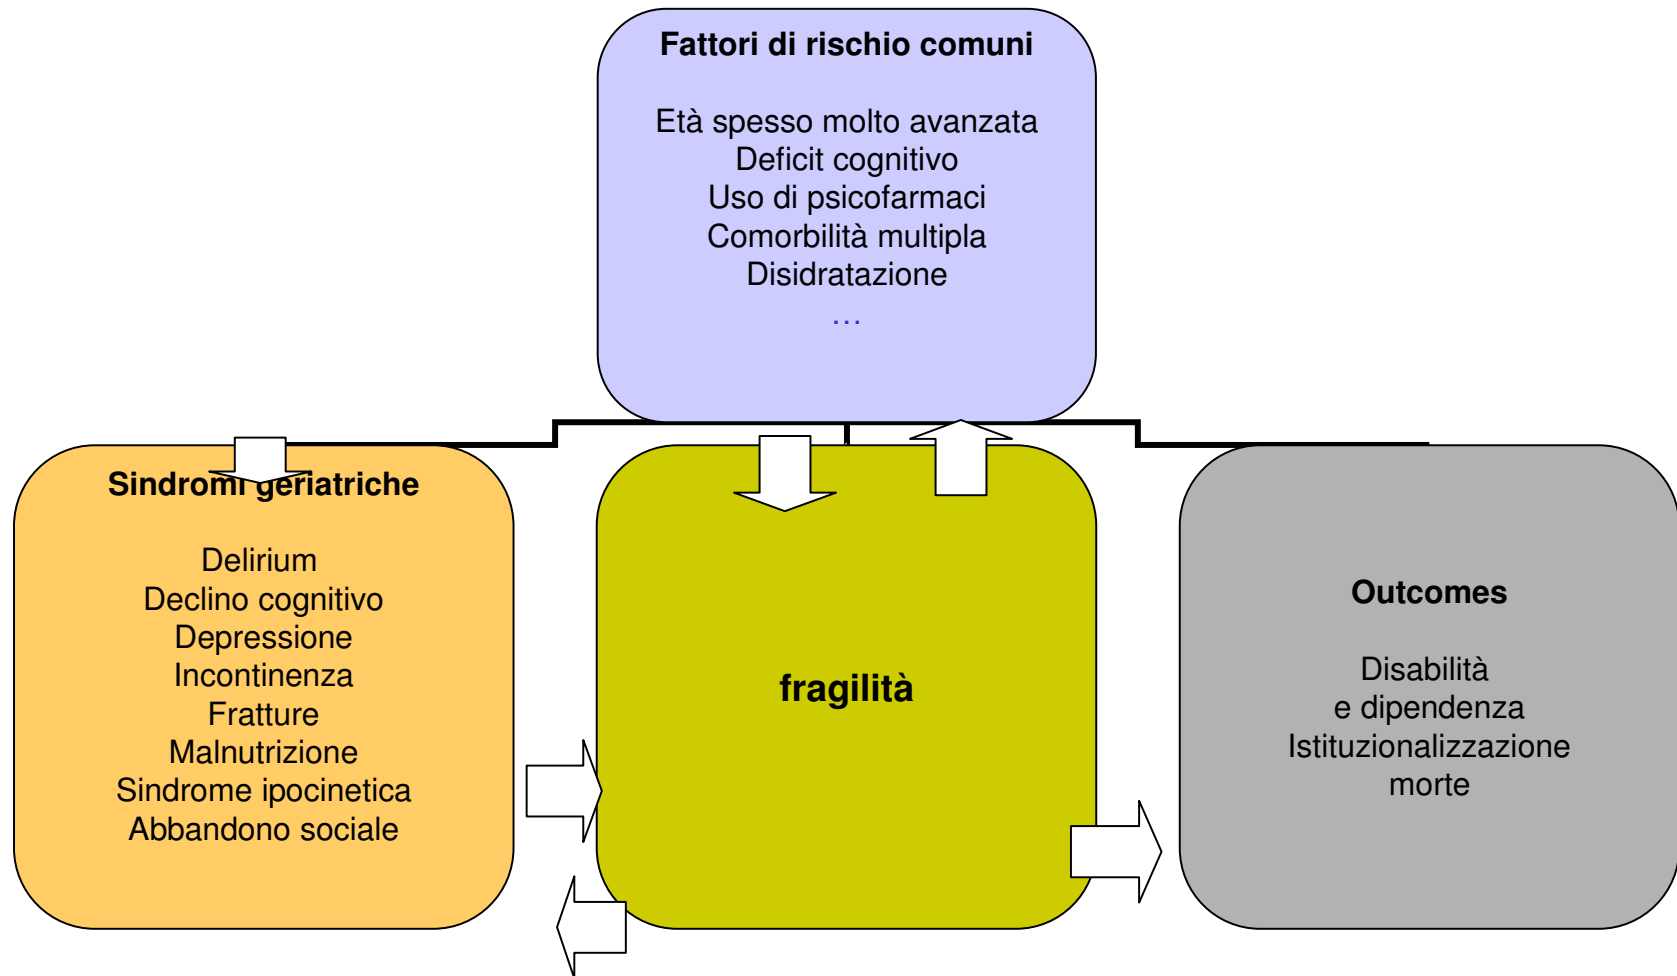 Fattori di rischio comuni
Età spesso molto avanzata
Deficit cognitivo
Uso di psicofarmaci
Comorbilità multipla
Disidratazione
...
Sindromi geriatriche
Delirium
Declino cognitivo
Depressione
Incontinenza
Fratture
Malnutrizione
Sindrome ipocinetica
Abbandono sociale
fragilità
Outcomes
Disabilità
e dipendenza
Istituzionalizzazione
morte